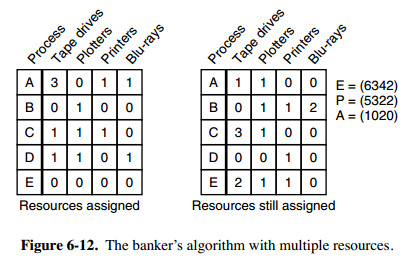 Process Tape drives Plotters Printers Blu-rays
A 3 0 1 1
B 0 1 0 0
C 1 1 1 0
D 1 1 0 1
E 0 0 0 0
Resources assigned
Process Tape drives Plotters Printers Blu-rays
A 1 1 0 0
B 0 1 1 2
C 3 1 0 0
D 0 0 1 0
E 2 1 1 0
Resources still assigned
E = (6342)
P = (5322)
A = (1020)
Figure 6-12. The banker's algorithm with multiple resources.